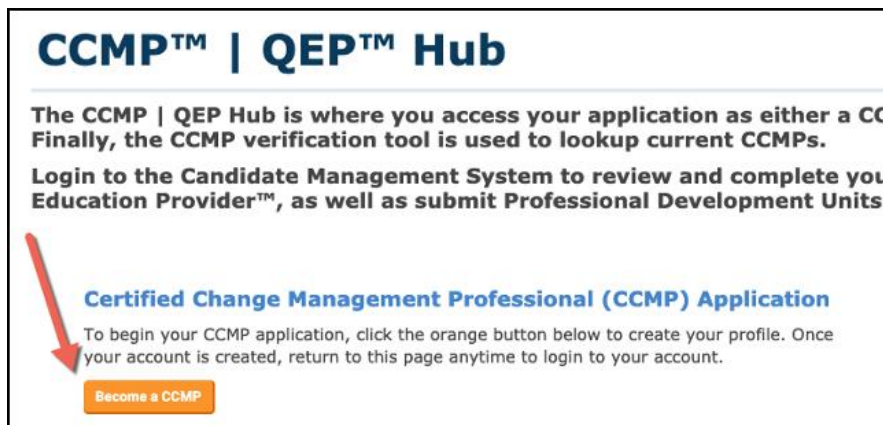 CCMP™ | QEP™ Hub
The CCMP | QEP Hub is where you access your application as either a CC
Finally, the CCMP verification tool is used to lookup current CCMPs.
Login to the Candidate Management System to review and complete you
Education Provider™, as well as submit Professional Development Units
Certified Change Management Professional (CCMP) Application
To begin your CCMP application, click the orange button below to create your profile. Once
your account is created, return to this page anytime to login to your account.
Become a CCMP